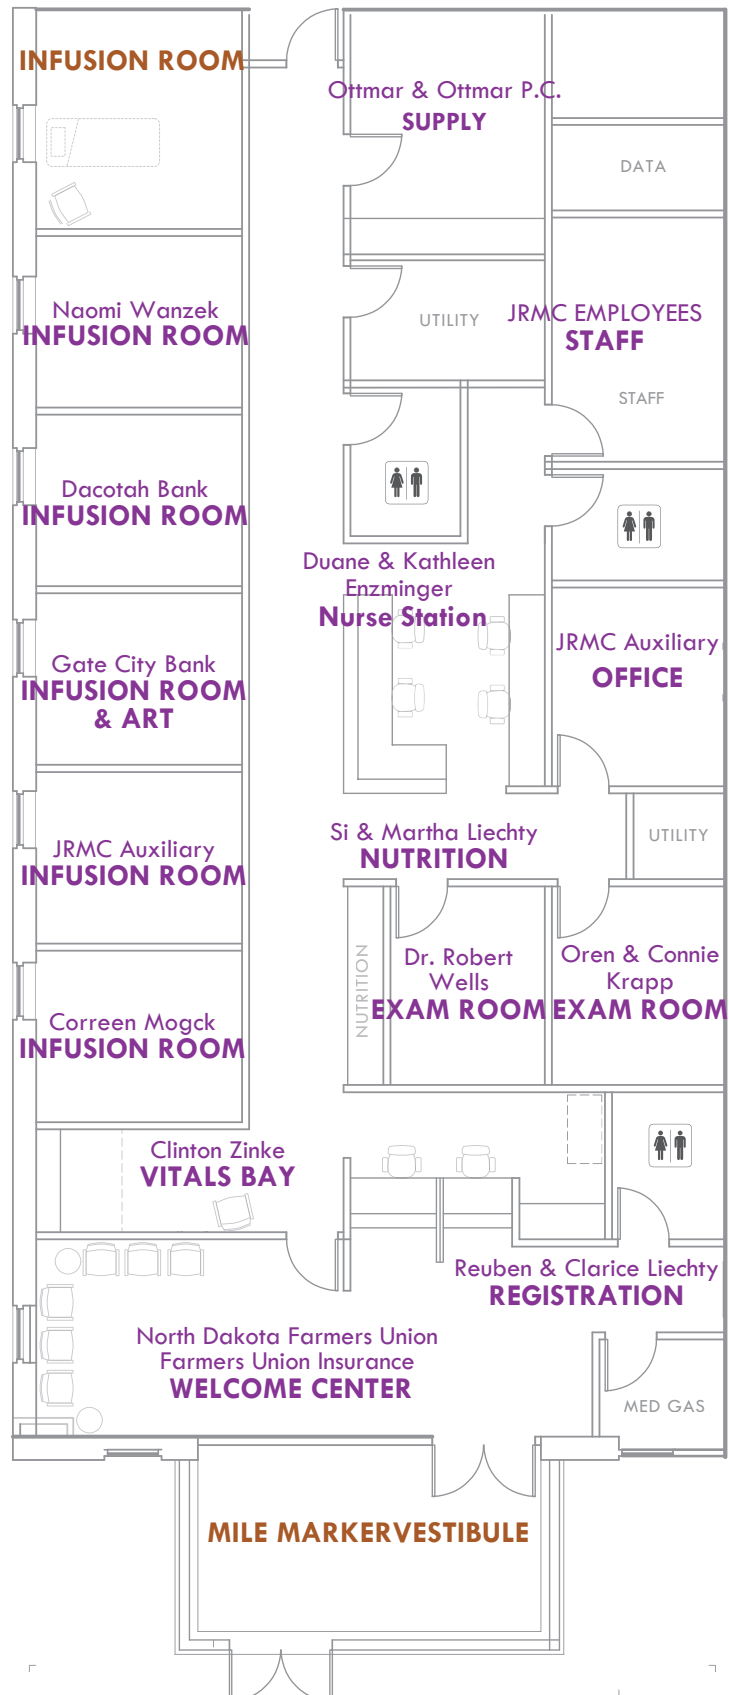 INFUSION ROOM
Ottmar & Ottmar P.C.
SUPPLY
DATA
Naomi Wanzek
INFUSION ROOM
UTILITY
JRMC EMPLOYEES
STAFF
STAFF
Dacotah Bank
INFUSION ROOM
Duane & Kathleen
Enzminger
Nurse Station
JRMC Auxiliary
OFFICE
Gate City Bank
INFUSION ROOM
& ART
Si & Martha Liechty
NUTRITION
UTILITY
JRMC Auxiliary
INFUSION ROOM
NUTRITION
Dr. Robert
Wells
EXAM ROOM
Oren & Connie
Krapp
EXAM ROOM
Correen Mogck
INFUSION ROOM
Clinton Zinke
VITALS BAY
Reuben & Clarice Liechty
REGISTRATION
North Dakota Farmers Union
Farmers Union Insurance
WELCOME CENTER
MED GAS
MILE MARKERVESTIBULE